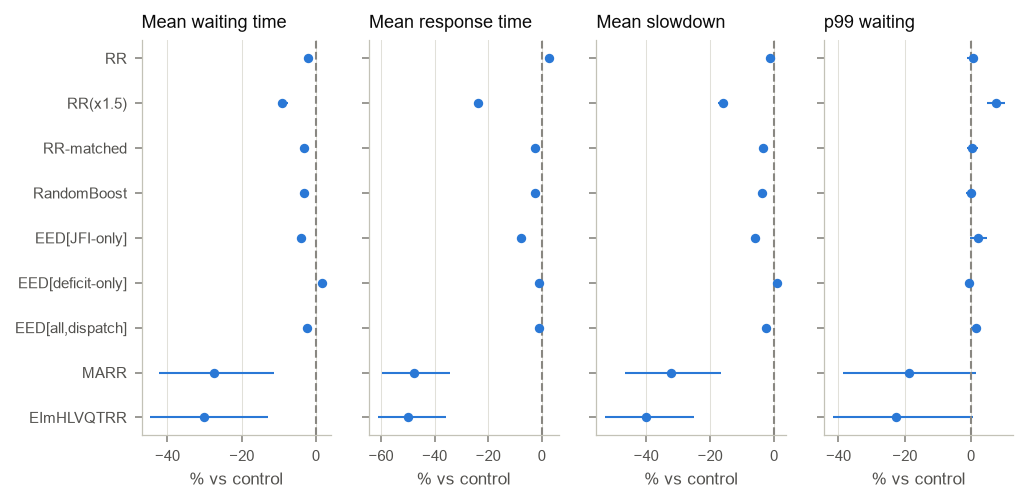 Mean waiting time
Mean response time
Mean slowdown
p99 waiting
RR
RR(x1.5)
RR-matched
RandomBoost
EED[JFI-only]
EED[deficit-only]
EED[all,dispatch]
MARR
EImHLVQTRR
−40 −20 0
−60 −40 −20 0
−40 −20 0
−40 −20 0
% vs control
% vs control
% vs control
% vs control